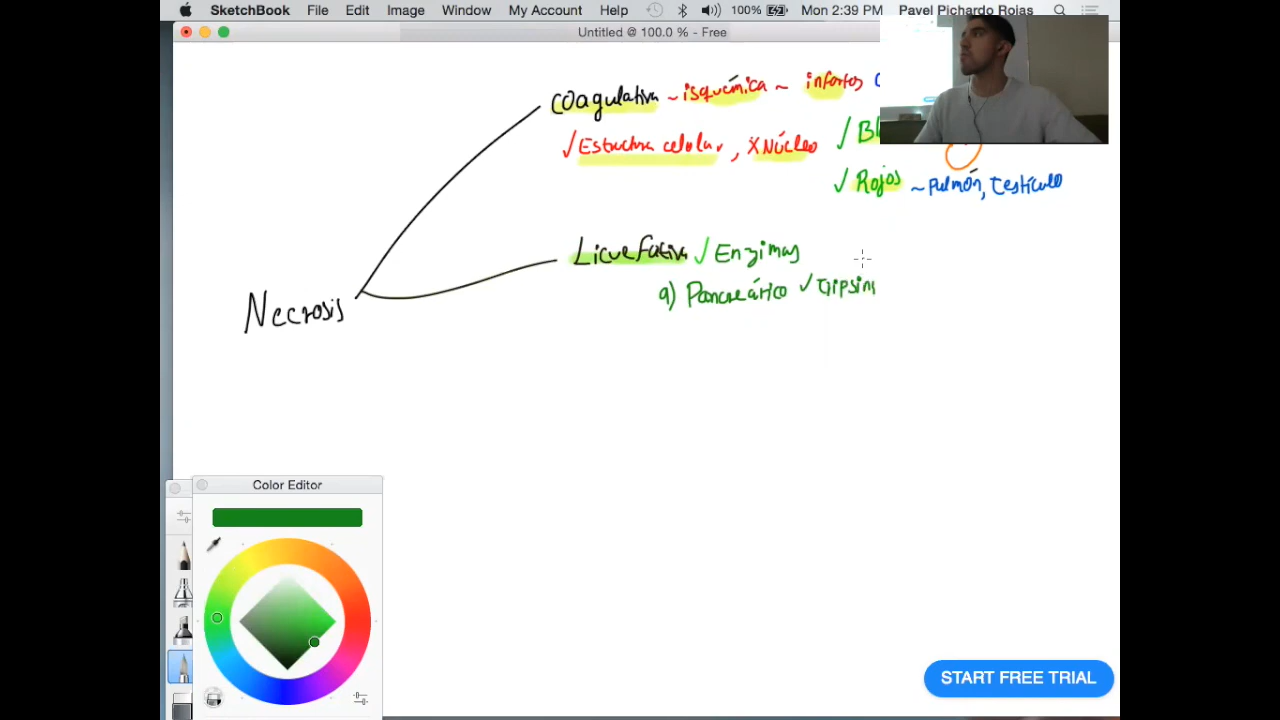 SketchBook File Edit Image Window My Account Help 100% Mon 2:39 PM Pavel Pichardo Rojas
Untitled @ 100.0 % - Free
Coagulativa ~ isquémica ~ infartos
✓ Estructura celular, X Núcleo
✓ Rojos ~ Pulmón, Testículo
Necrosis
Licuefativa ✓ Enzimas
a) Pancreático ✓ Tripsina
Color Editor
START FREE TRIAL